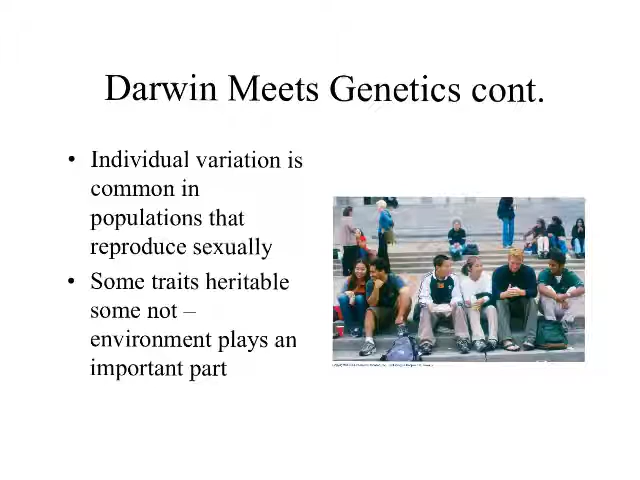 Darwin Meets Genetics cont.
• Individual variation is
common in
populations that
reproduce sexually
• Some traits heritable
some not –
environment plays an
important part